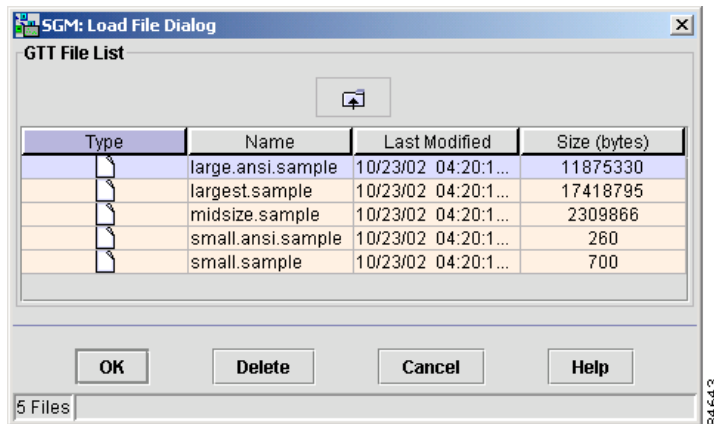 SGM: Load File Dialog
GTT File List
Type Name Last Modified Size (bytes)
large.ansi.sample 10/23/02 04:20:1... 11875330
largest.sample 10/23/02 04:20:1... 17418795
midsize.sample 10/23/02 04:20:1... 2309866
small.ansi.sample 10/23/02 04:20:1... 260
small.sample 10/23/02 04:20:1... 700
OK Delete Cancel Help
5 Files
84643